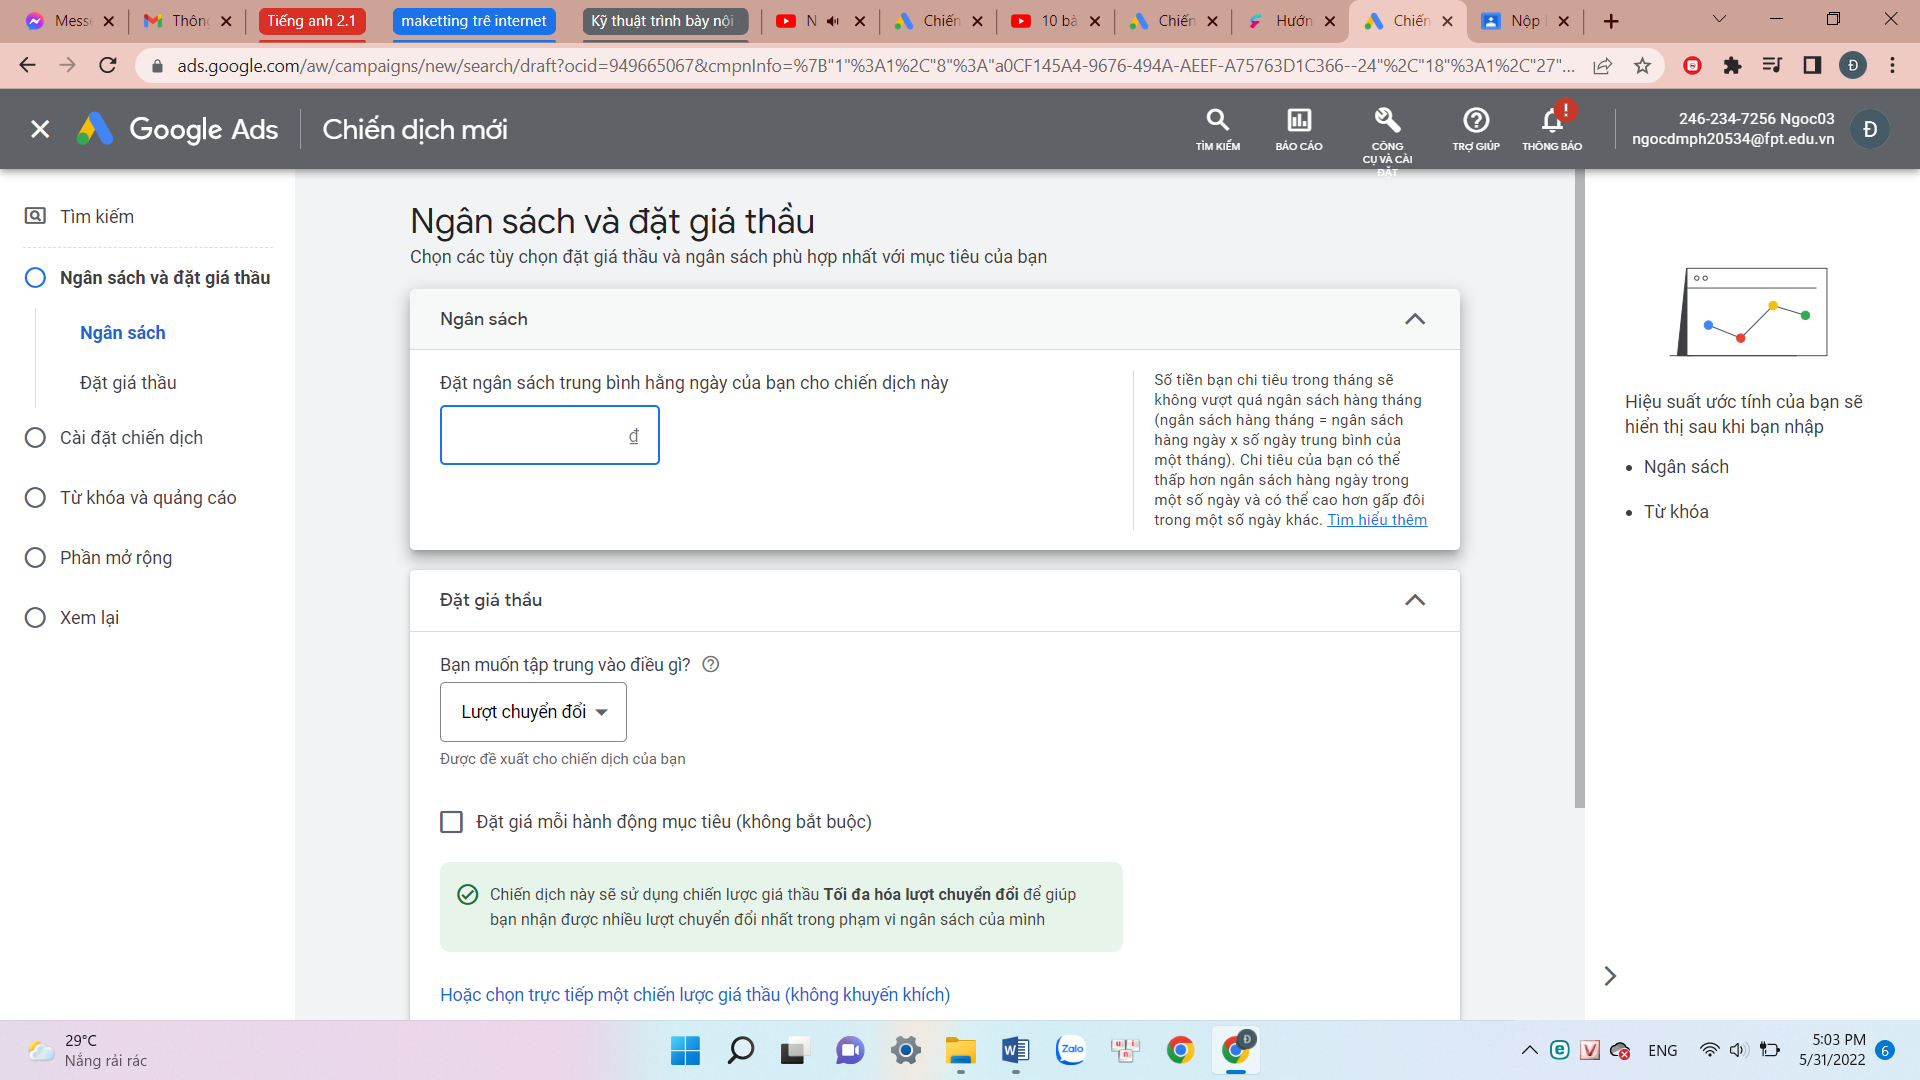 Messe
Thông
Tiếng anh 2.1
maketting trê internet
Kỹ thuật trình bày nội
N
Chiến
10 bà
Chiến
Hướn
Chiến
Nộp
ads.google.com/aw/campaigns/new/search/draft?ocid=949665067&cmpnInfo=%7B"1"%3A1%2C"8"%3A"a0CF145A4-9676-494A-AEEF-A75763D1C366--24"%2C"18"%3A1%2C"27"...
Đ
Google Ads
Chiến dịch mới
TÌM KIẾM
BÁO CÁO
CÔNG
CỤ VÀ CÀI
ĐẶT
TRỢ GIÚP
THÔNG BÁO
246-234-7256 Ngoc03
ngocdmph20534@fpt.edu.vn
Đ
Tìm kiếm
Ngân sách và đặt giá thầu
Ngân sách
Đặt giá thầu
Cài đặt chiến dịch
Từ khóa và quảng cáo
Phần mở rộng
Xem lại
Ngân sách và đặt giá thầu
Chọn các tùy chọn đặt giá thầu và ngân sách phù hợp nhất với mục tiêu của bạn
Ngân sách
Đặt ngân sách trung bình hằng ngày của bạn cho chiến dịch này
₫
Số tiền bạn chi tiêu trong tháng sẽ
không vượt quá ngân sách hàng tháng
(ngân sách hàng tháng = ngân sách
hàng ngày x số ngày trung bình của
một tháng). Chi tiêu của bạn có thể
thấp hơn ngân sách hàng ngày trong
một số ngày và có thể cao hơn gấp đôi
trong một số ngày khác. Tìm hiểu thêm
Đặt giá thầu
Bạn muốn tập trung vào điều gì?
Lượt chuyển đổi
Được đề xuất cho chiến dịch của bạn
Đặt giá mỗi hành động mục tiêu (không bắt buộc)
Chiến dịch này sẽ sử dụng chiến lược giá thầu Tối đa hóa lượt chuyển đổi để giúp
bạn nhận được nhiều lượt chuyển đổi nhất trong phạm vi ngân sách của mình
Hoặc chọn trực tiếp một chiến lược giá thầu (không khuyến khích)
Hiệu suất ước tính của bạn sẽ
hiển thị sau khi bạn nhập
Ngân sách
Từ khóa
29°C
Nắng rải rác
Zalo
Đ
ENG
5:03 PM
5/31/2022
6